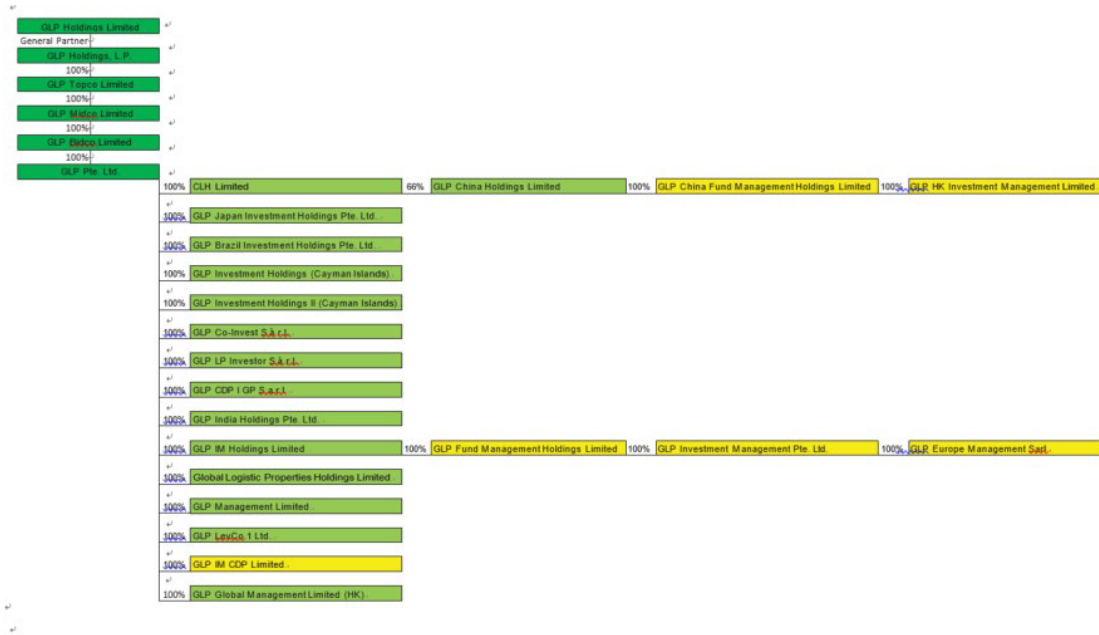 GLP Holdings Limited
General Partner
GLP Holdings, L.P.
100%
GLP Topco Limited
100%
GLP Midco Limited
100%
GLP Bidco Limited
100%
GLP Pte. Ltd.
100% CLH Limited 66% GLP China Holdings Limited 100% GLP China Fund Management Holdings Limited 100% GLP HK Investment Management Limited
100% GLP Japan Investment Holdings Pte. Ltd.
100% GLP Brazil Investment Holdings Pte. Ltd.
100% GLP Investment Holdings (Cayman Islands)
100% GLP Investment Holdings II (Cayman Islands)
100% GLP Co-Invest S.à r.l.
100% GLP LP Investor S.à r.l.
100% GLP CDP I GP S.a r.l.
100% GLP India Holdings Pte. Ltd.
100% GLP IM Holdings Limited 100% GLP Fund Management Holdings Limited 100% GLP Investment Management Pte. Ltd. 100% GLP Europe Management Sarl.
100% Global Logistic Properties Holdings Limited
100% GLP Management Limited
100% GLP LevCo 1 Ltd.
100% GLP IM CDP Limited
100% GLP Global Management Limited (HK)